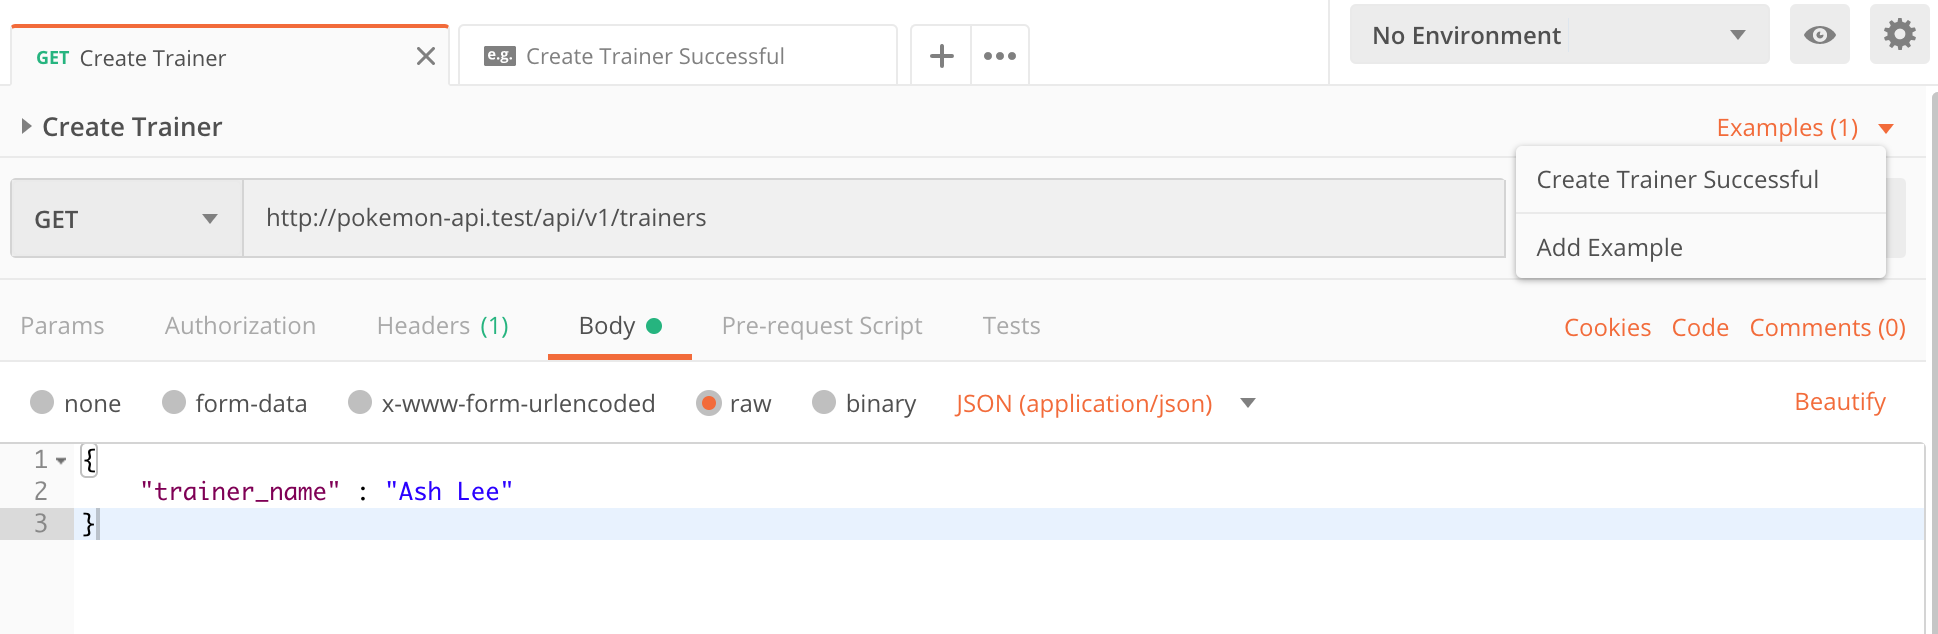 GET Create Trainer
e.g. Create Trainer Successful
No Environment
Create Trainer
Examples (1)
Create Trainer Successful
Add Example
GET
http://pokemon-api.test/api/v1/trainers
Params Authorization Headers (1) Body Pre-request Script Tests
Cookies Code Comments (0)
none form-data x-www-form-urlencoded raw binary JSON (application/json)
Beautify
1 {
2 "trainer_name" : "Ash Lee"
3 }